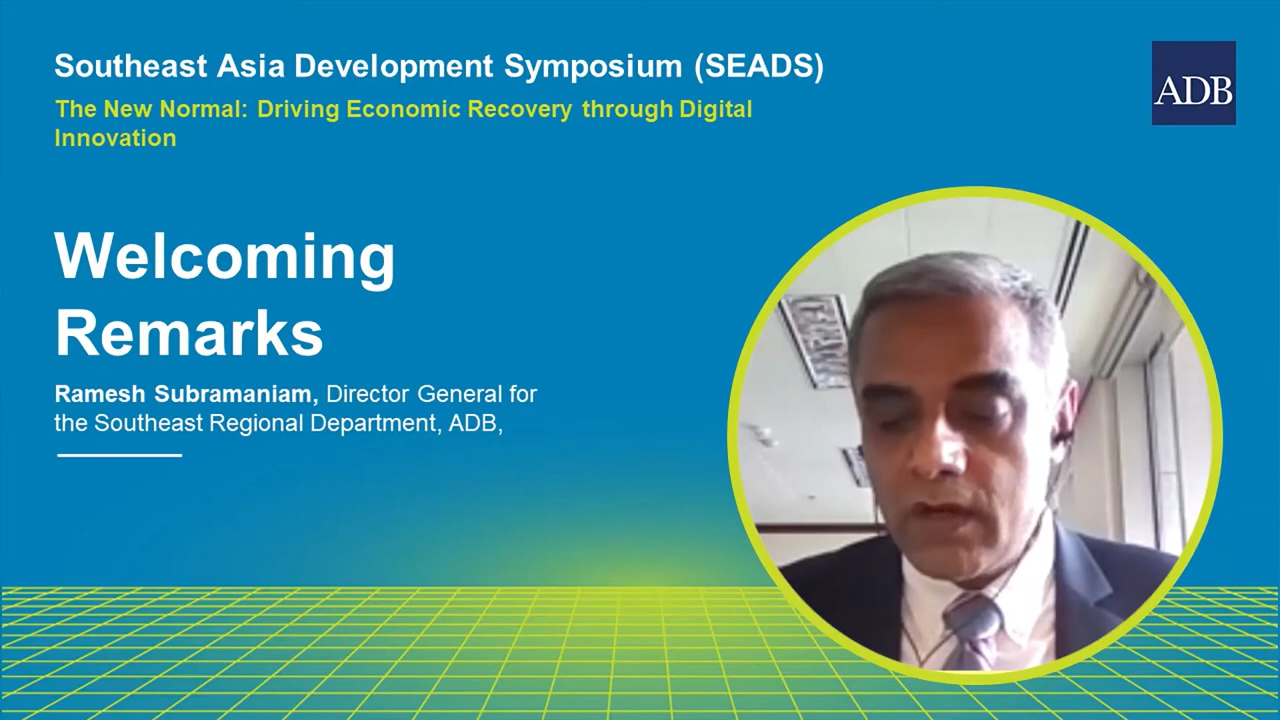 Southeast Asia Development Symposium (SEADS)
The New Normal: Driving Economic Recovery through Digital
Innovation
ADB
Welcoming
Remarks
Ramesh Subramaniam, Director General for
the Southeast Regional Department, ADB,